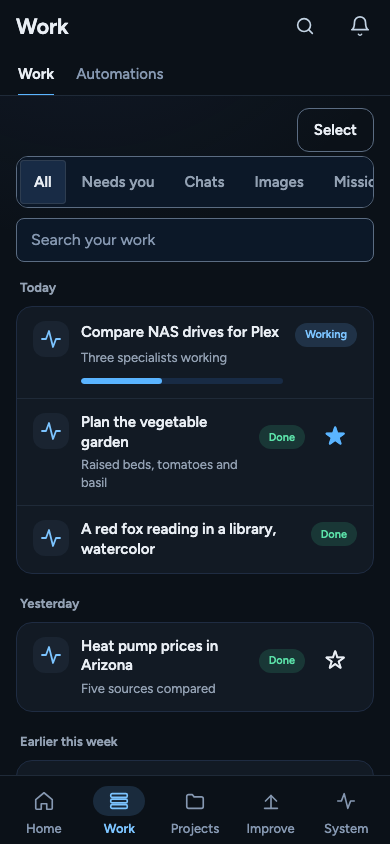 Work
Work Automations
Select
All Needs you Chats Images Missic
Search your work
Today
Compare NAS drives for Plex Working
Three specialists working
Plan the vegetable
garden
Done
Raised beds, tomatoes and
basil
A red fox reading in a library,
watercolor
Done
Yesterday
Heat pump prices in
Arizona
Done
Five sources compared
Earlier this week
Home Work Projects Improve System